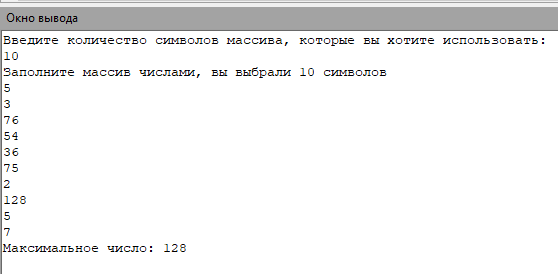 Окно вывода
Введите количество символов массива, которые вы хотите использовать:
10
Заполните массив числами, вы выбрали 10 символов
5
3
76
54
36
75
2
128
5
7
Максимальное число: 128